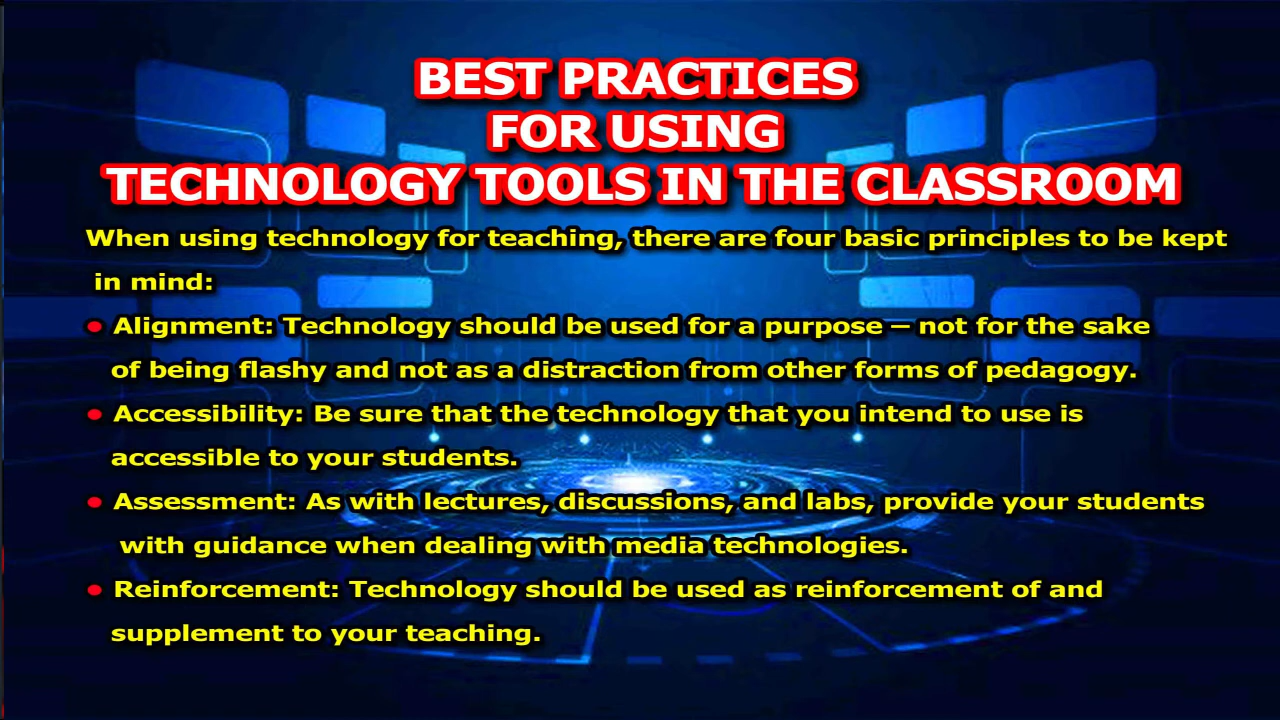 BEST PRACTICES
FOR USING
TECHNOLOGY TOOLS IN THE CLASSROOM
When using technology for teaching, there are four basic principles to be kept
in mind:
● Alignment: Technology should be used for a purpose – not for the sake
of being flashy and not as a distraction from other forms of pedagogy.
● Accessibility: Be sure that the technology that you intend to use is
accessible to your students.
● Assessment: As with lectures, discussions, and labs, provide your students
with guidance when dealing with media technologies.
● Reinforcement: Technology should be used as reinforcement of and
supplement to your teaching.